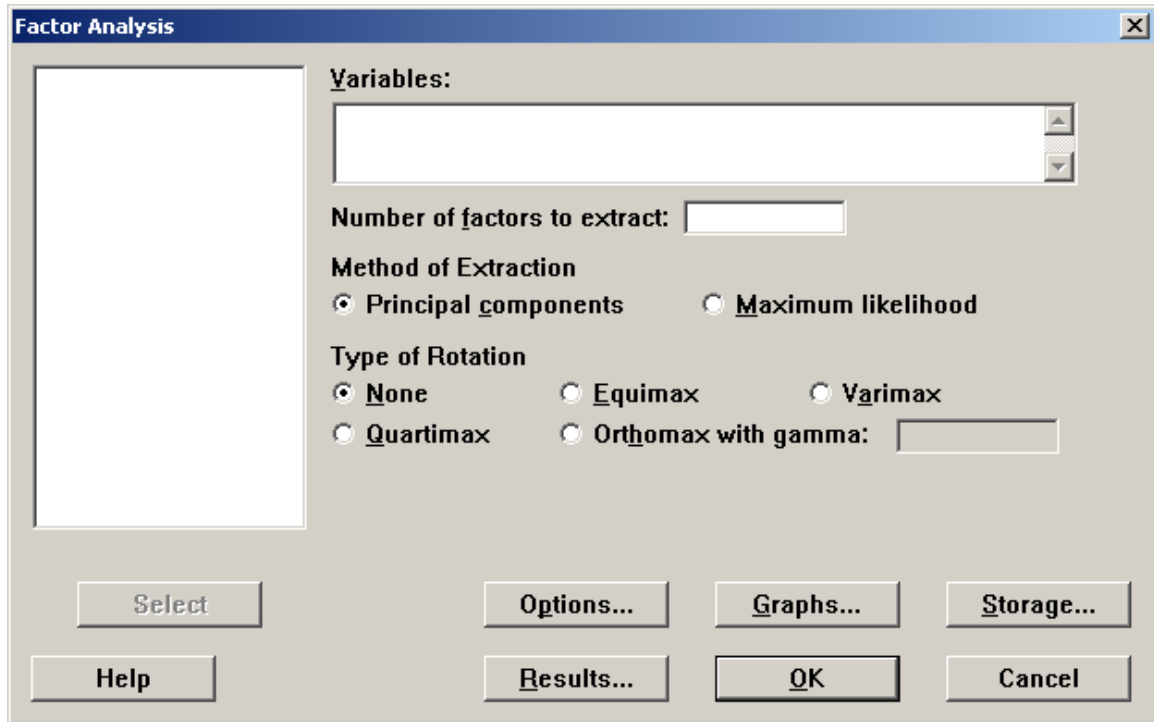 Factor Analysis
Variables:
Number of factors to extract:
Method of Extraction
Principal components Maximum likelihood
Type of Rotation
None Equimax Varimax
Quartimax Orthomax with gamma:
Select Options... Graphs... Storage...
Help Results... OK Cancel